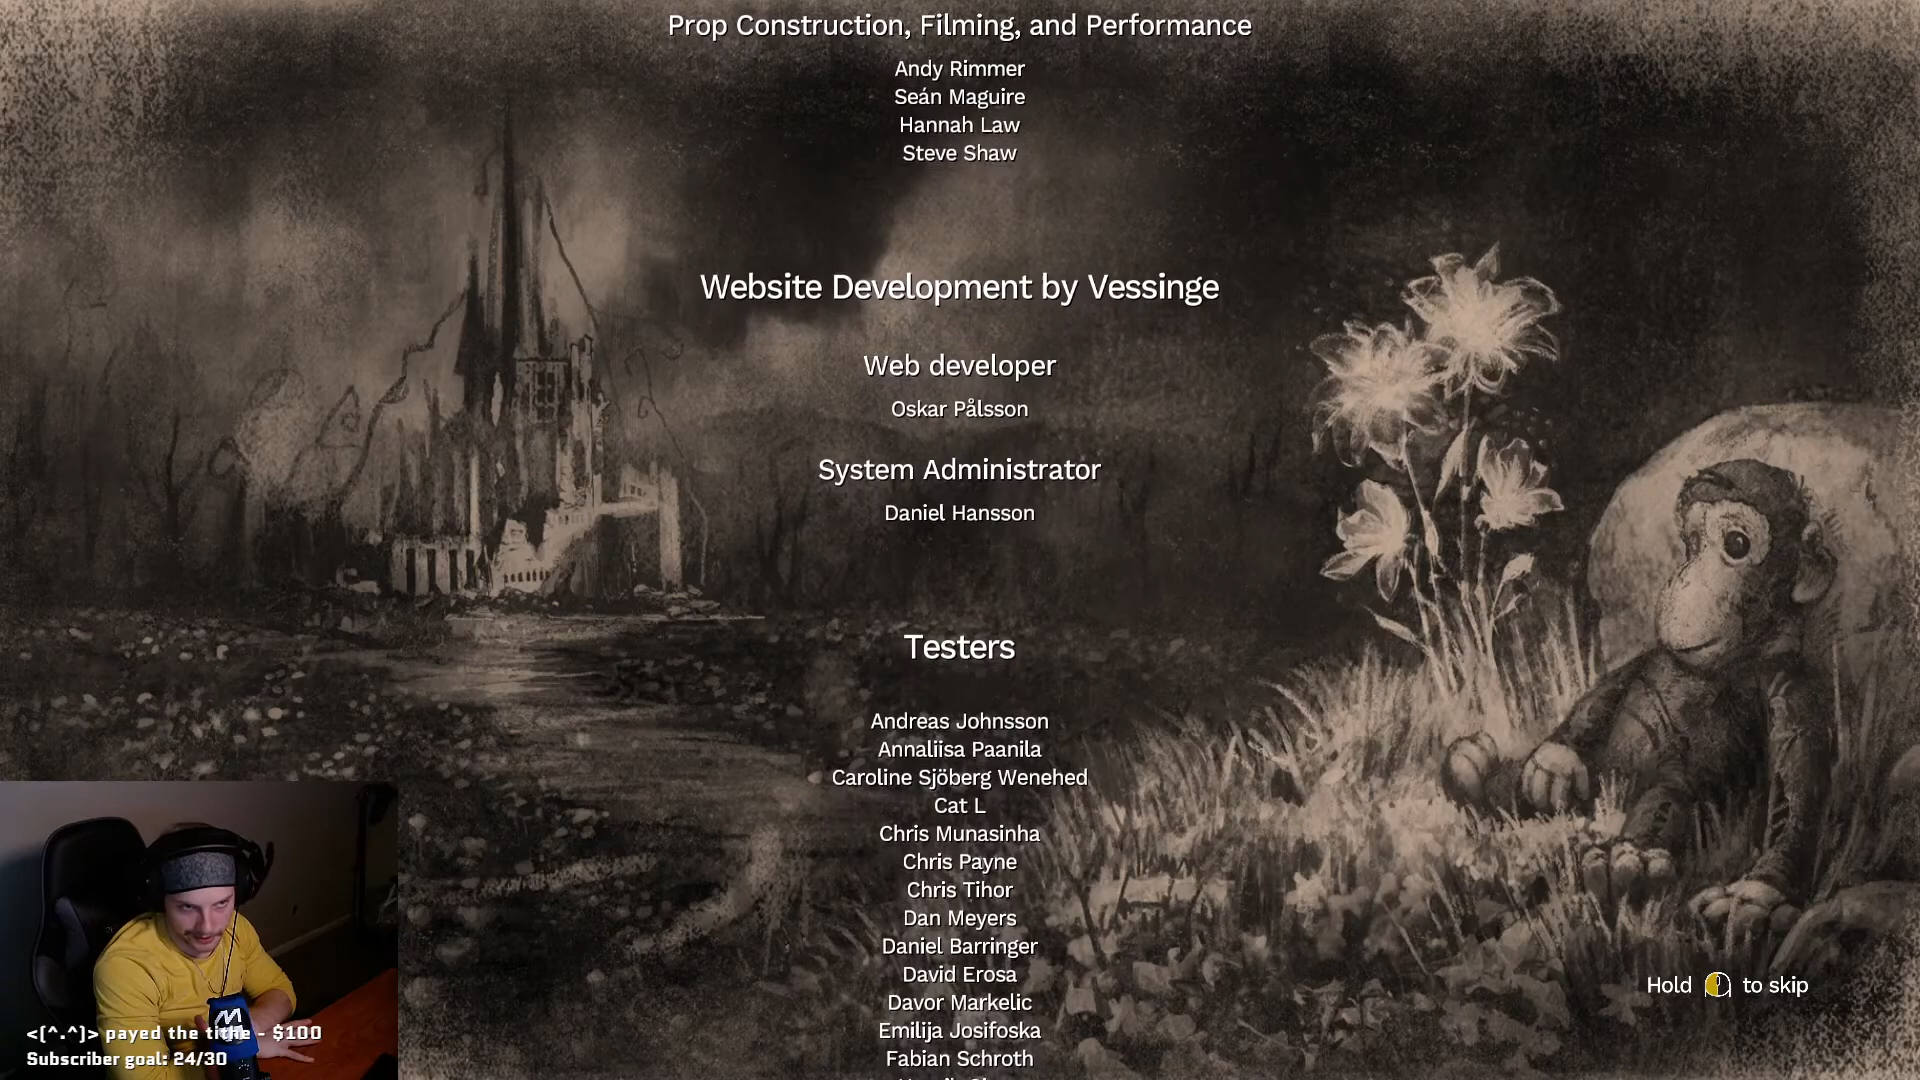 Prop Construction, Filming, and Performance
Andy Rimmer
Seán Maguire
Hannah Law
Steve Shaw
Website Development by Vessinge
Web developer
Oskar Pålsson
System Administrator
Daniel Hansson
Testers
Andreas Johnsson
Annaliisa Paanila
Caroline Sjöberg Wenehed
Cat L
Chris Munasinha
Chris Payne
Chris Tihor
Dan Meyers
Daniel Barringer
David Erosa
Davor Markelic
Emilija Josifoska
Fabian Schroth
Hold to skip
<[^.^]> payed the tithe - $100
Subscriber goal: 24/30